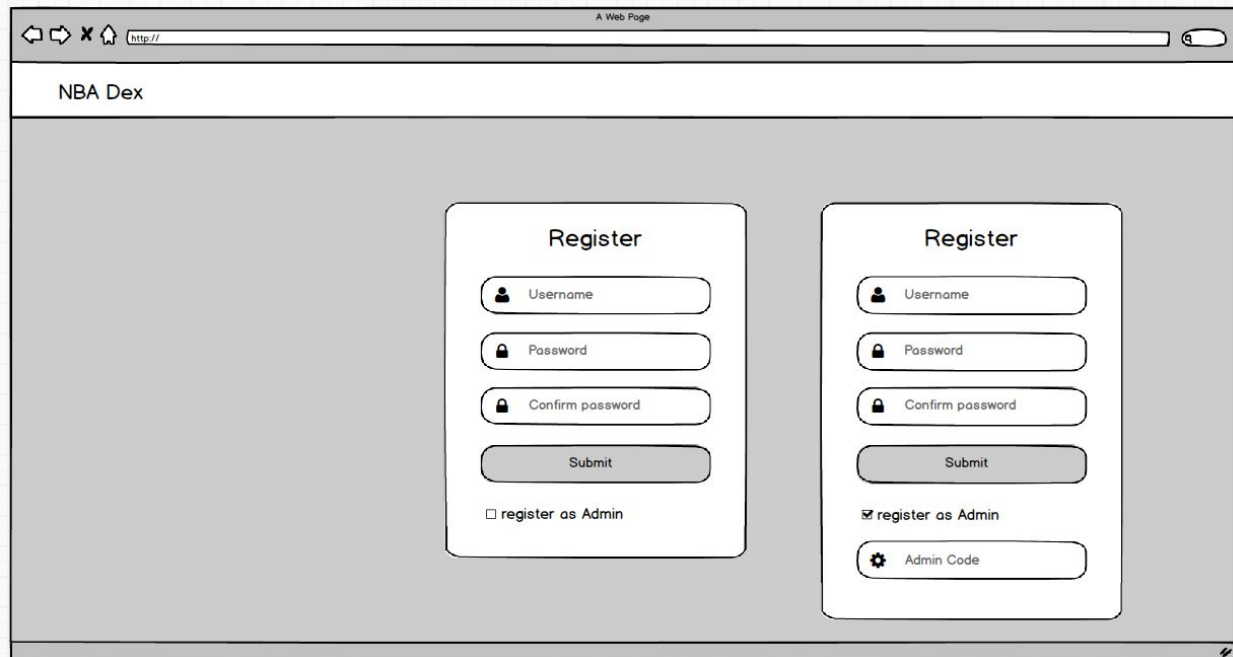 A Web Page
http://
NBA Dex
Register
Username
Password
Confirm password
Submit
register as Admin
Register
Username
Password
Confirm password
Submit
register as Admin
Admin Code